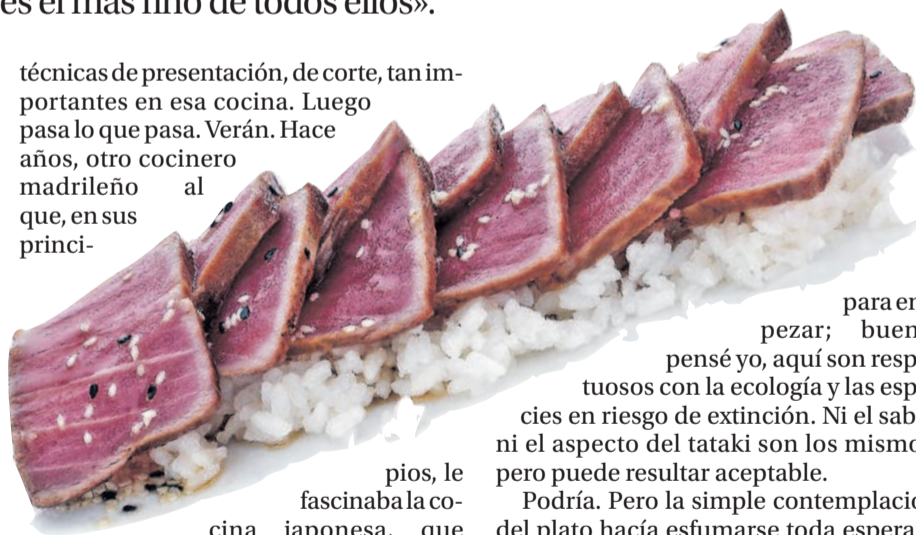 es el más fino de todos ellos».
técnicas de presentación, de corte, tan im-
portantes en esa cocina. Luego
pasa lo que pasa. Verán. Hace
años, otro cocinero
madrileño al
que, en sus
princi-
pios, le
fascinaba la co-
cina japonesa, que
para em
pezar; buen
pensé yo, aquí son resp
tuosos con la ecología y las esp
cies en riesgo de extinción. Ni el sab
ni el aspecto del tataki son los mismo
pero puede resultar aceptable.
Podría. Pero la simple contemplació
del plato hacía esfumarse toda espera